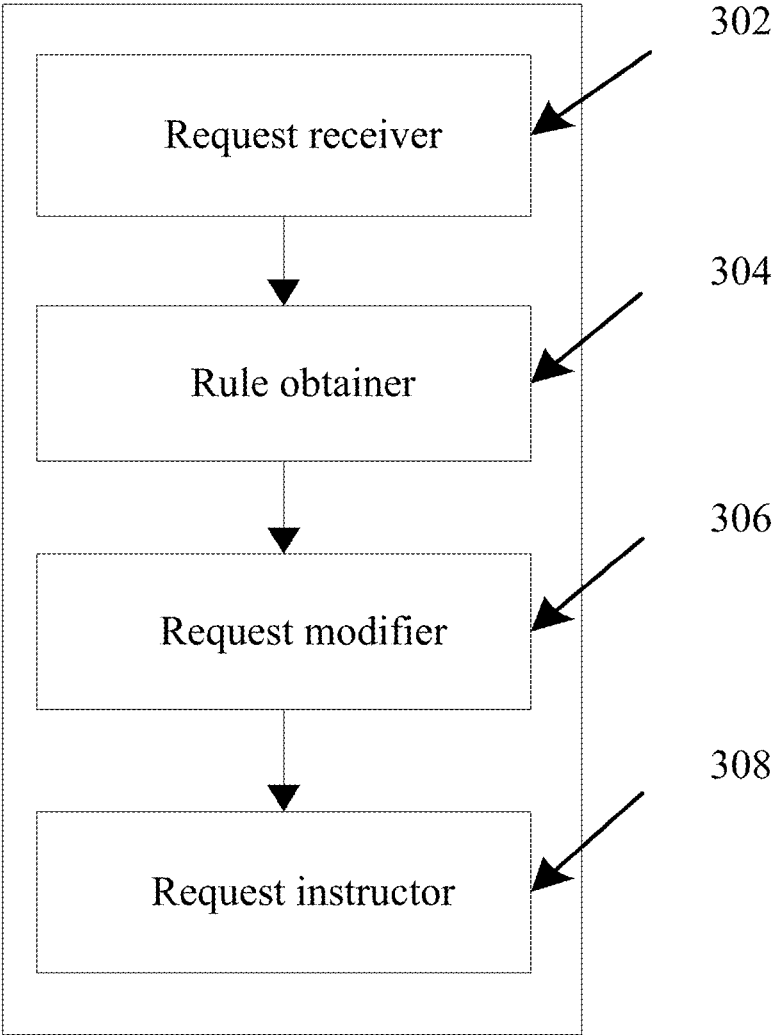 302
Request receiver
304
Rule obtainer
306
Request modifier
308
Request instructor